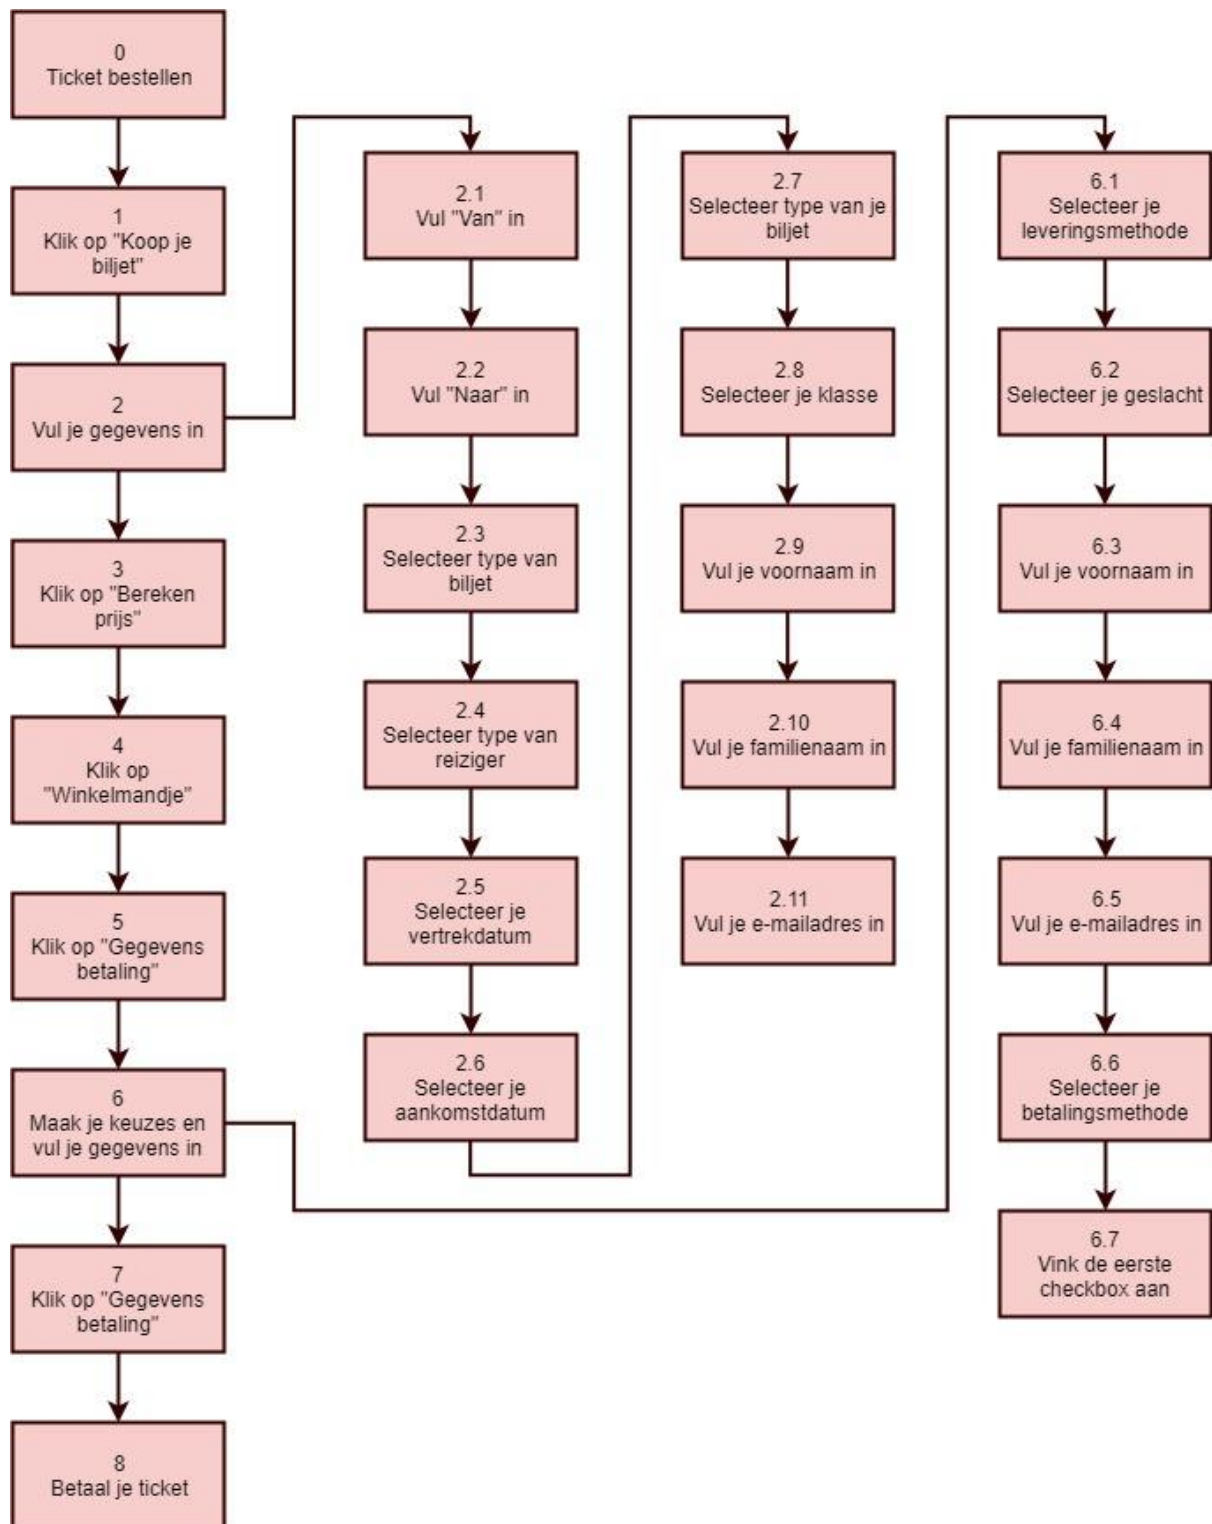 0
Ticket bestellen
1
Klik op "Koop je
biljet"
2
Vul je gegevens in
3
Klik op "Bereken
prijs"
4
Klik op
"Winkelmandje"
5
Klik op "Gegevens
betaling"
6
Maak je keuzes en
vul je gegevens in
7
Klik op "Gegevens
betaling"
8
Betaal je ticket
2.1
Vul "Van" in
2.2
Vul "Naar" in
2.3
Selecteer type van
biljet
2.4
Selecteer type van
reiziger
2.5
Selecteer je
vertrekdatum
2.6
Selecteer je
aankomstdatum
2.7
Selecteer type van je
biljet
2.8
Selecteer je klasse
2.9
Vul je voornaam in
2.10
Vul je familienaam in
2.11
Vul je e-mailadres in
6.1
Selecteer je
leveringsmethode
6.2
Selecteer je geslacht
6.3
Vul je voornaam in
6.4
Vul je familienaam in
6.5
Vul je e-mailadres in
6.6
Selecteer je
betalingsmethode
6.7
Vink de eerste
checkbox aan